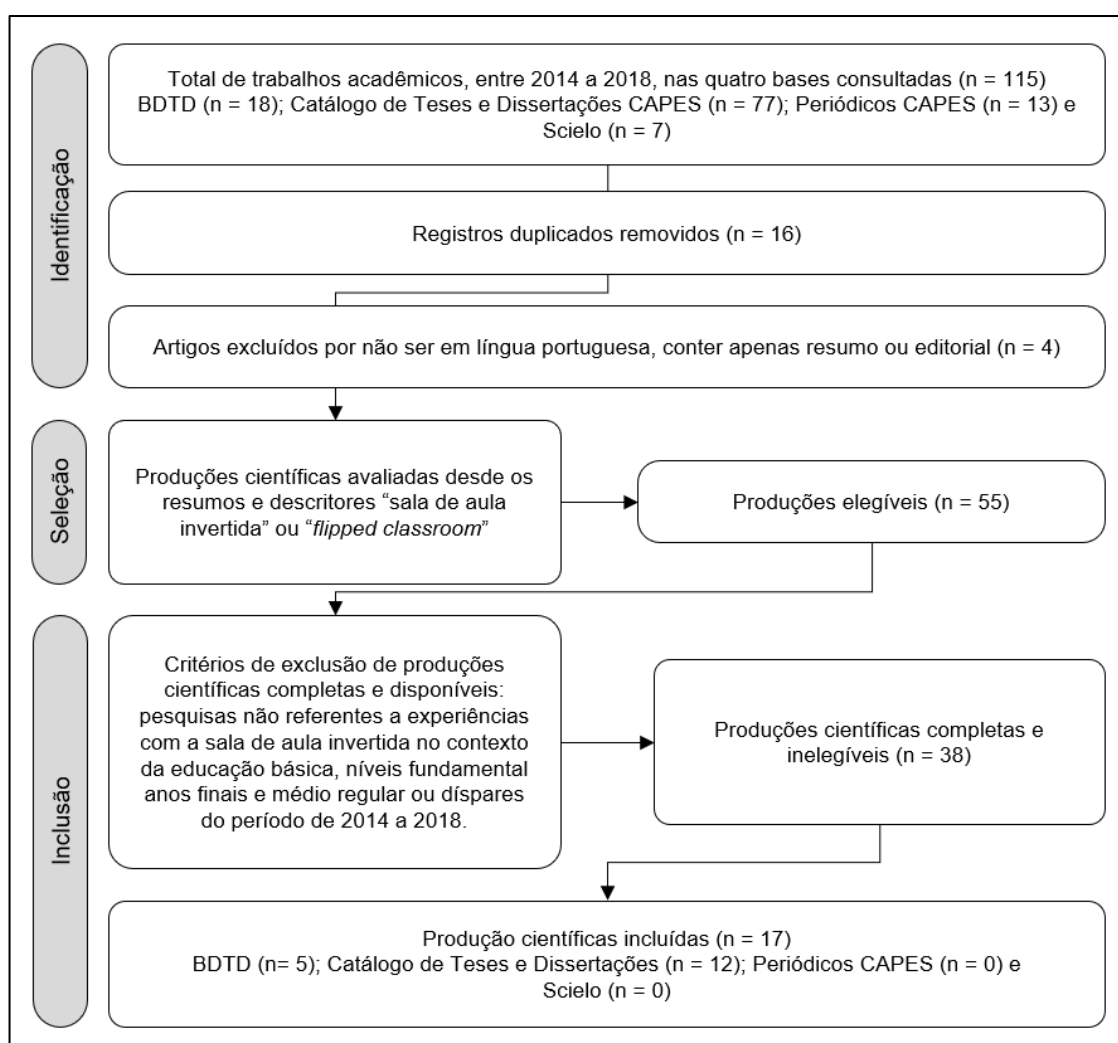 Identificação
Total de trabalhos acadêmicos, entre 2014 a 2018, nas quatro bases consultadas (n = 115)
BDTD (n = 18); Catálogo de Teses e Dissertações CAPES (n = 77); Periódicos CAPES (n = 13) e
Scielo (n = 7)
Registros duplicados removidos (n = 16)
Artigos excluídos por não ser em língua portuguesa, conter apenas resumo ou editorial (n = 4)
Seleção
Produções científicas avaliadas desde os
resumos e descritores “sala de aula
invertida” ou “flipped classroom”
Produções elegíveis (n = 55)
Inclusão
Critérios de exclusão de produções
científicas completas e disponíveis:
pesquisas não referentes a experiências
com a sala de aula invertida no contexto
da educação básica, níveis fundamental
anos finais e médio regular ou díspares
do período de 2014 a 2018.
Produções científicas completas e
inelegíveis (n = 38)
Produção científicas incluídas (n = 17)
BDTD (n= 5); Catálogo de Teses e Dissertações (n = 12); Periódicos CAPES (n = 0) e
Scielo (n = 0)